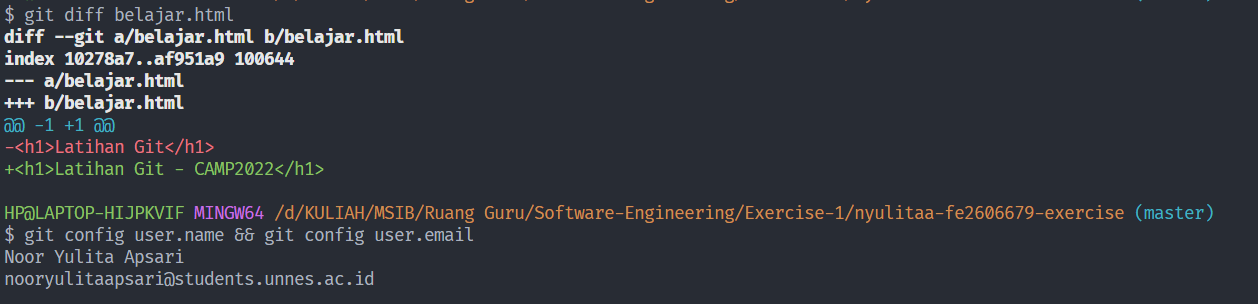 $ git diff belajar.html
diff --git a/belajar.html b/belajar.html
index 10278a7..af951a9 100644
--- a/belajar.html
+++ b/belajar.html
@@ -1 +1 @@
-<h1>Latihan Git</h1>
+<h1>Latihan Git - CAMP2022</h1>
HP@LAPTOP-HIJPKVIF MINGW64 /d/KULIAH/MSIB/Ruang Guru/Software-Engineering/Exercise-1/nyulitaa-fe2606679-exercise (master)
$ git config user.name && git config user.email
Noor Yulita Apsari
nooryulitaapsari@students.unnes.ac.id